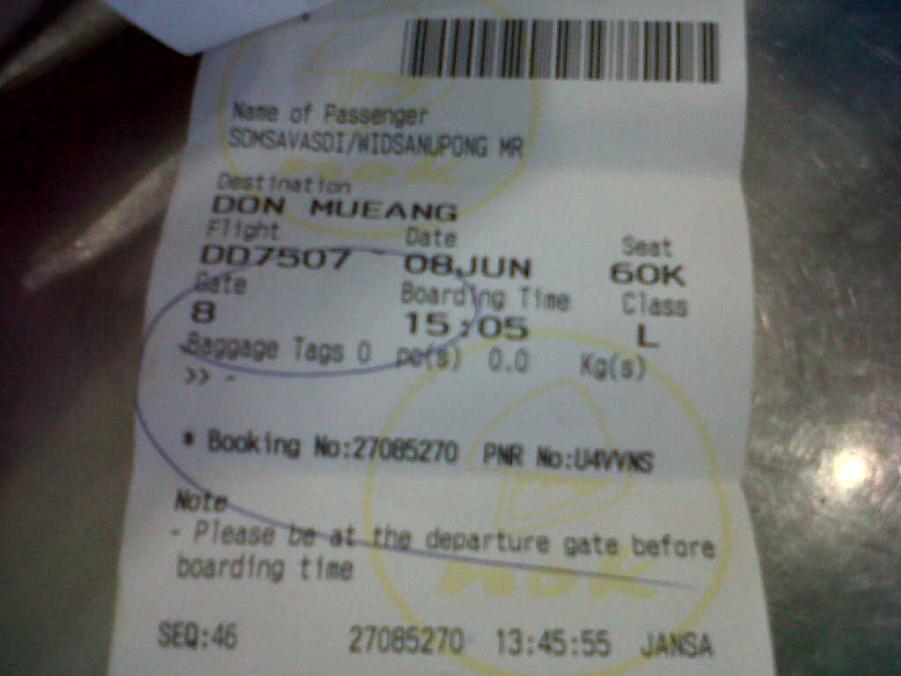 Name of Passenger
SOMSAVASDI/WIDSANUPONG MR
Destination
DON MUEANG
Flight Date Seat
DD7507 08JUN 60K
Gate Boarding Time Class
8 15:05 L
Baggage Tags 0 pc(s) 0.0 Kg(s)
>> -
* Booking No:27085270 PNR No:U4VVNS
Note
- Please be at the departure gate before
boarding time
SEQ:46 27085270 13:45:55 JANSA